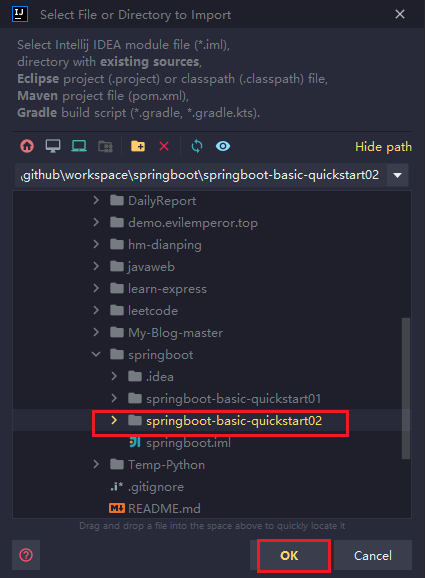 Select File or Directory to Import
Select Intellij IDEA module file (*.iml),
directory with existing sources,
Eclipse project (.project) or classpath (.classpath) file,
Maven project file (pom.xml),
Gradle build script (*.gradle, *.gradle.kts).
Hide path
\github\workspace\springboot\springboot-basic-quickstart02
DailyReport
demo.evilemperor.top
hm-dianping
javaweb
learn-express
leetcode
My-Blog-master
springboot
.idea
springboot-basic-quickstart01
springboot-basic-quickstart02
springboot.iml
Temp-Python
.gitignore
README.md
Drag and drop a file into the space above to quickly locate it
OK
Cancel